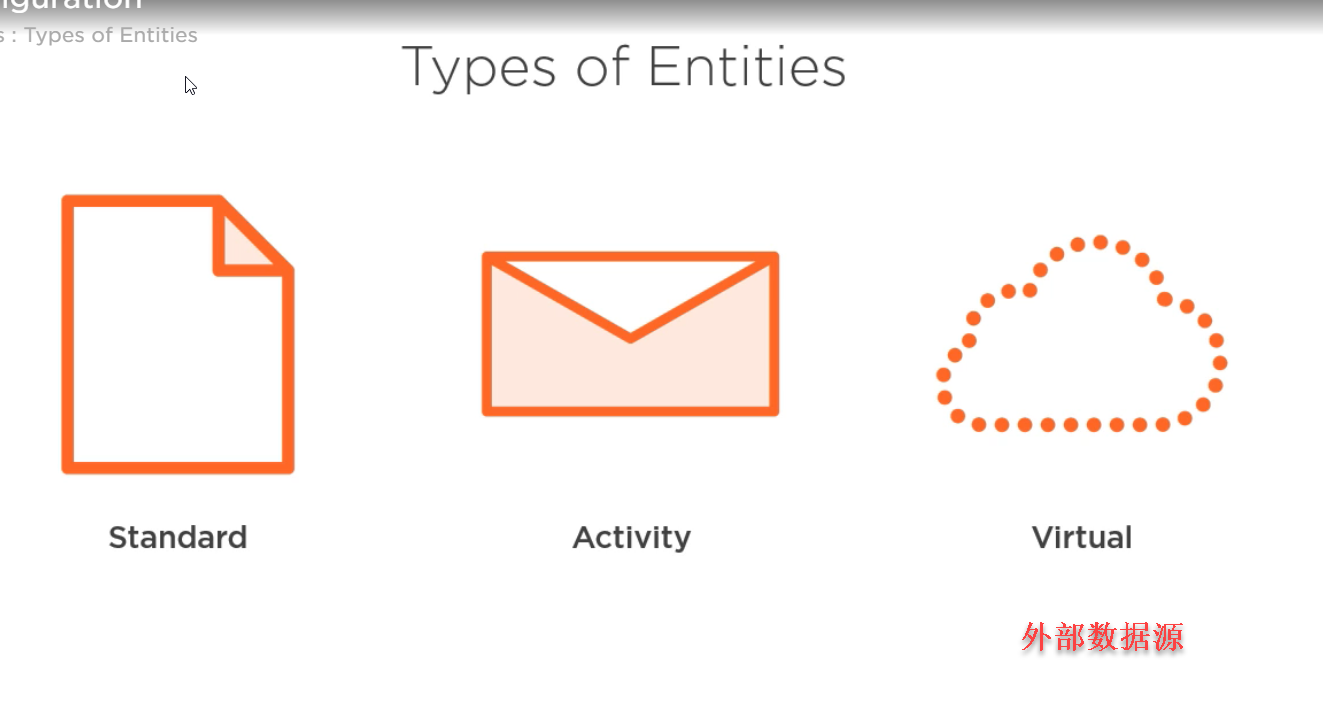 s : Types of Entities
Types of Entities
Standard
Activity
Virtual
外部数据源